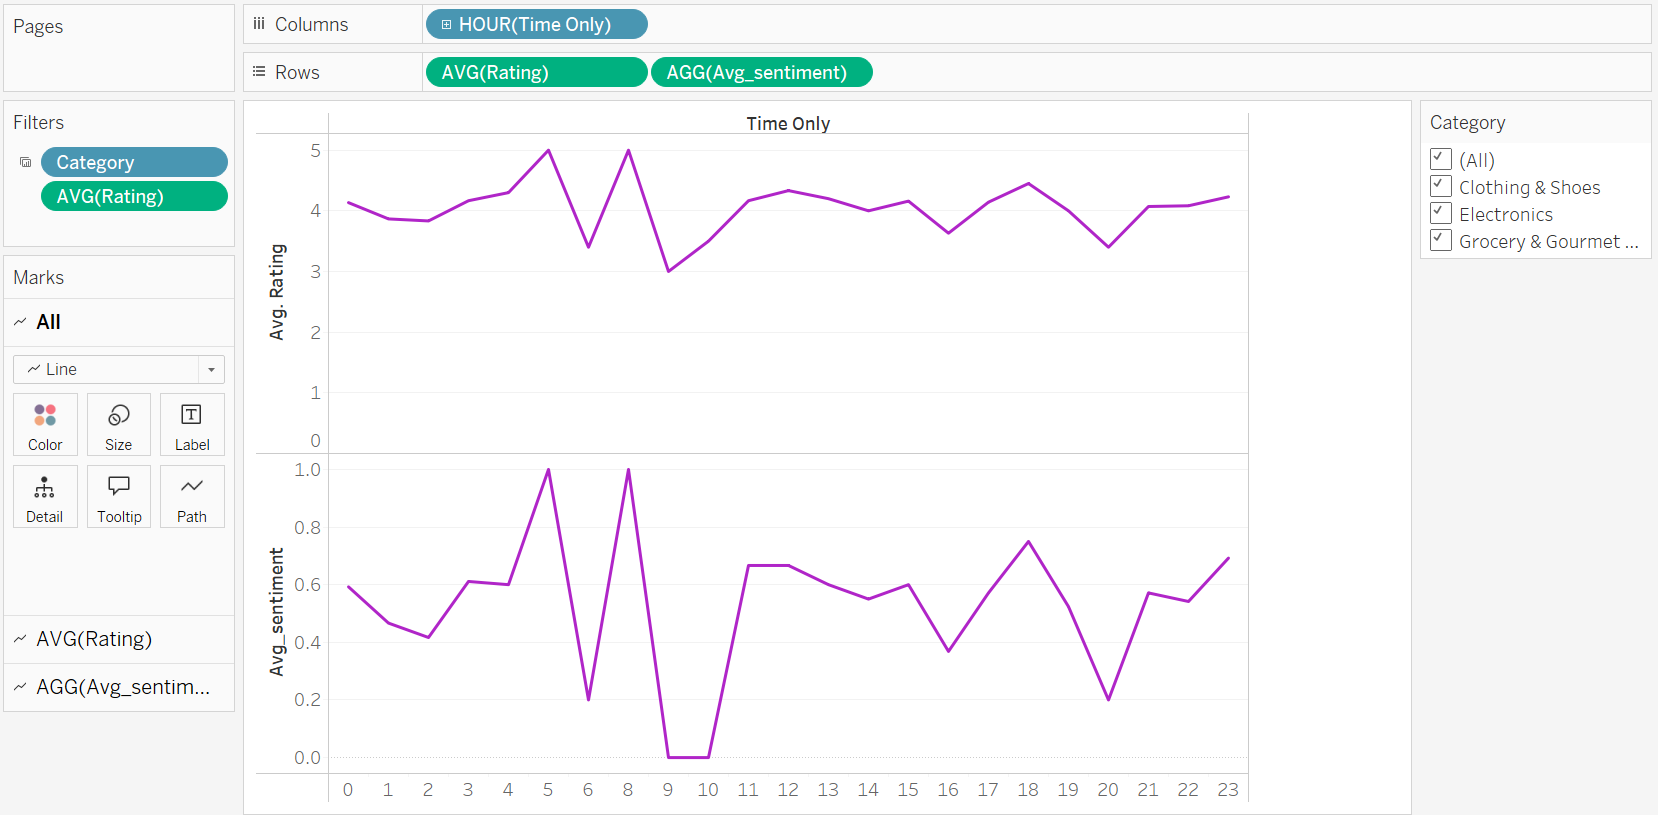 Pages
Columns
HOUR(Time Only)
Rows
AVG(Rating)
AGG(Avg_sentiment)
Filters
Category
AVG(Rating)
Marks
All
Line
Color
Size
Label
Detail
Tooltip
Path
AVG(Rating)
AGG(Avg_sentim...
Time Only
Avg. Rating
5
4
3
2
1
0
Avg_sentiment
1.0
0.8
0.6
0.4
0.2
0.0
0 1 2 3 4 5 6 8 9 10 11 12 13 14 15 16 17 18 19 20 21 22 23
Category
(All)
Clothing & Shoes
Electronics
Grocery & Gourmet ...